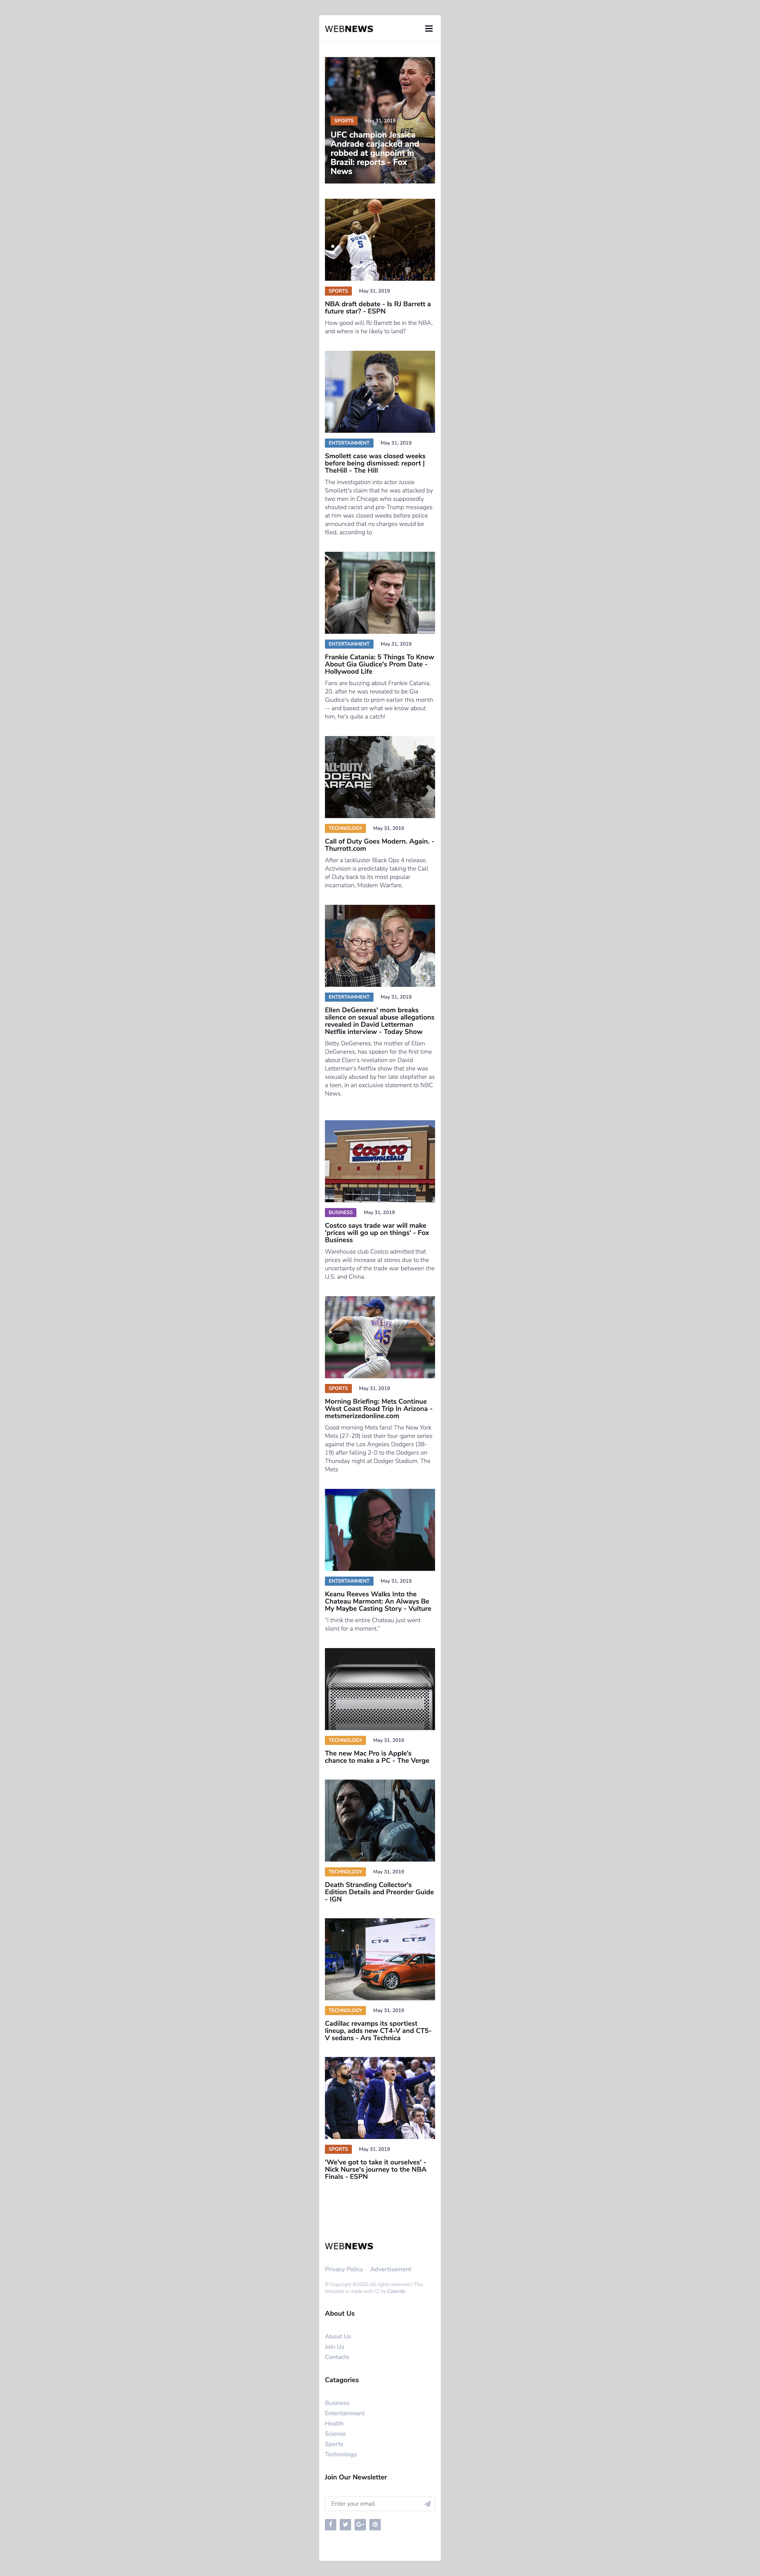 WEBNEWS
SPORTS May 31, 2019
UFC champion Jessica
Andrade carjacked and
robbed at gunpoint in
Brazil: reports - Fox
News
DUKE
5
SPORTS May 31, 2019
NBA draft debate - Is RJ Barrett a
future star? - ESPN
How good will RJ Barrett be in the NBA,
and where is he likely to land?
ENTERTAINMENT May 31, 2019
Smollett case was closed weeks
before being dismissed: report |
TheHill - The Hill
The investigation into actor Jussie
Smollett's claim that he was attacked by
two men in Chicago who supposedly
shouted racist and pro-Trump messages
at him was closed weeks before police
announced that no charges would be
filed, according to
ENTERTAINMENT May 31, 2019
Frankie Catania: 5 Things To Know
About Gia Giudice's Prom Date -
Hollywood Life
Fans are buzzing about Frankie Catania,
20, after he was revealed to be Gia
Giudice's date to prom earlier this month
-- and based on what we know about
him, he's quite a catch!
ALL DUTY
ODERN
ARFARE
TECHNOLOGY May 31, 2019
Call of Duty Goes Modern. Again. -
Thurrott.com
After a lackluster Black Ops 4 release,
Activision is predictably taking the Call
of Duty back to its most popular
incarnation, Modern Warfare.
ENTERTAINMENT May 31, 2019
Ellen DeGeneres' mom breaks
silence on sexual abuse allegations
revealed in David Letterman
Netflix interview - Today Show
Betty DeGeneres, the mother of Ellen
DeGeneres, has spoken for the first time
about Ellen's revelation on David
Letterman's Netflix show that she was
sexually abused by her late stepfather as
a teen, in an exclusive statement to NBC
News.
COSTCO
WHOLESALE
BUSINESS May 31, 2019
Costco says trade war will make
'prices will go up on things' - Fox
Business
Warehouse club Costco admitted that
prices will increase at stores due to the
uncertainty of the trade war between the
U.S. and China.
WHEELER
45
SPORTS May 31, 2019
Morning Briefing: Mets Continue
West Coast Road Trip In Arizona -
metsmerizedonline.com
Good morning Mets fans! The New York
Mets (27-29) lost their four-game series
against the Los Angeles Dodgers (38-
19) after falling 2-0 to the Dodgers on
Thursday night at Dodger Stadium. The
Mets
ENTERTAINMENT May 31, 2019
Keanu Reeves Walks Into the
Chateau Marmont: An Always Be
My Maybe Casting Story - Vulture
"I think the entire Chateau just went
silent for a moment."
TECHNOLOGY May 31, 2019
The new Mac Pro is Apple's
chance to make a PC - The Verge
TECHNOLOGY May 31, 2019
Death Stranding Collector's
Edition Details and Preorder Guide
- IGN
CT4 CT5
TECHNOLOGY May 31, 2019
Cadillac revamps its sportiest
lineup, adds new CT4-V and CT5-
V sedans - Ars Technica
SPORTS May 31, 2019
'We've got to take it ourselves' -
Nick Nurse's journey to the NBA
Finals - ESPN
WEBNEWS
Privacy Policy Advertisement
© Copyright ©2020 All rights reserved | This
template is made with by Colorlib
About Us
About Us
Join Us
Contacts
Catagories
Business
Entertainment
Health
Science
Sports
Technology
Join Our Newsletter
Enter your email